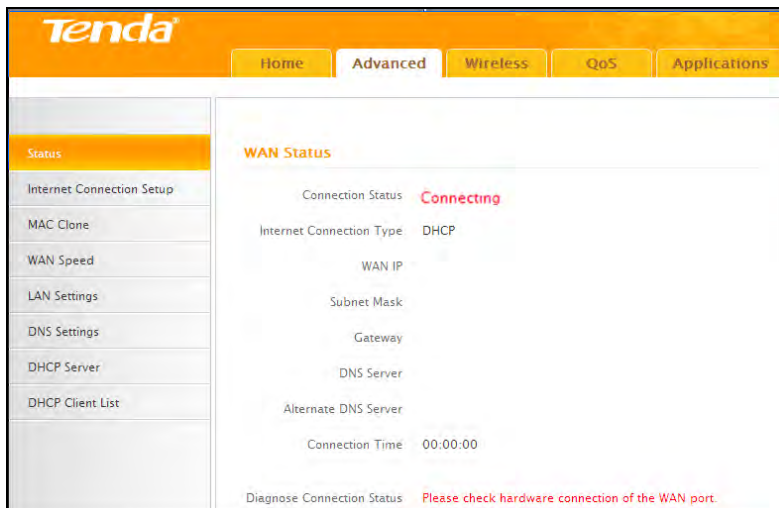 Tenda
Home Advanced Wireless QoS Applications
Status
Internet Connection Setup
MAC Clone
WAN Speed
LAN Settings
DNS Settings
DHCP Server
DHCP Client List
WAN Status
Connection Status Connecting
Internet Connection Type DHCP
WAN IP
Subnet Mask
Gateway
DNS Server
Alternate DNS Server
Connection Time 00:00:00
Diagnose Connection Status Please check hardware connection of the WAN port.